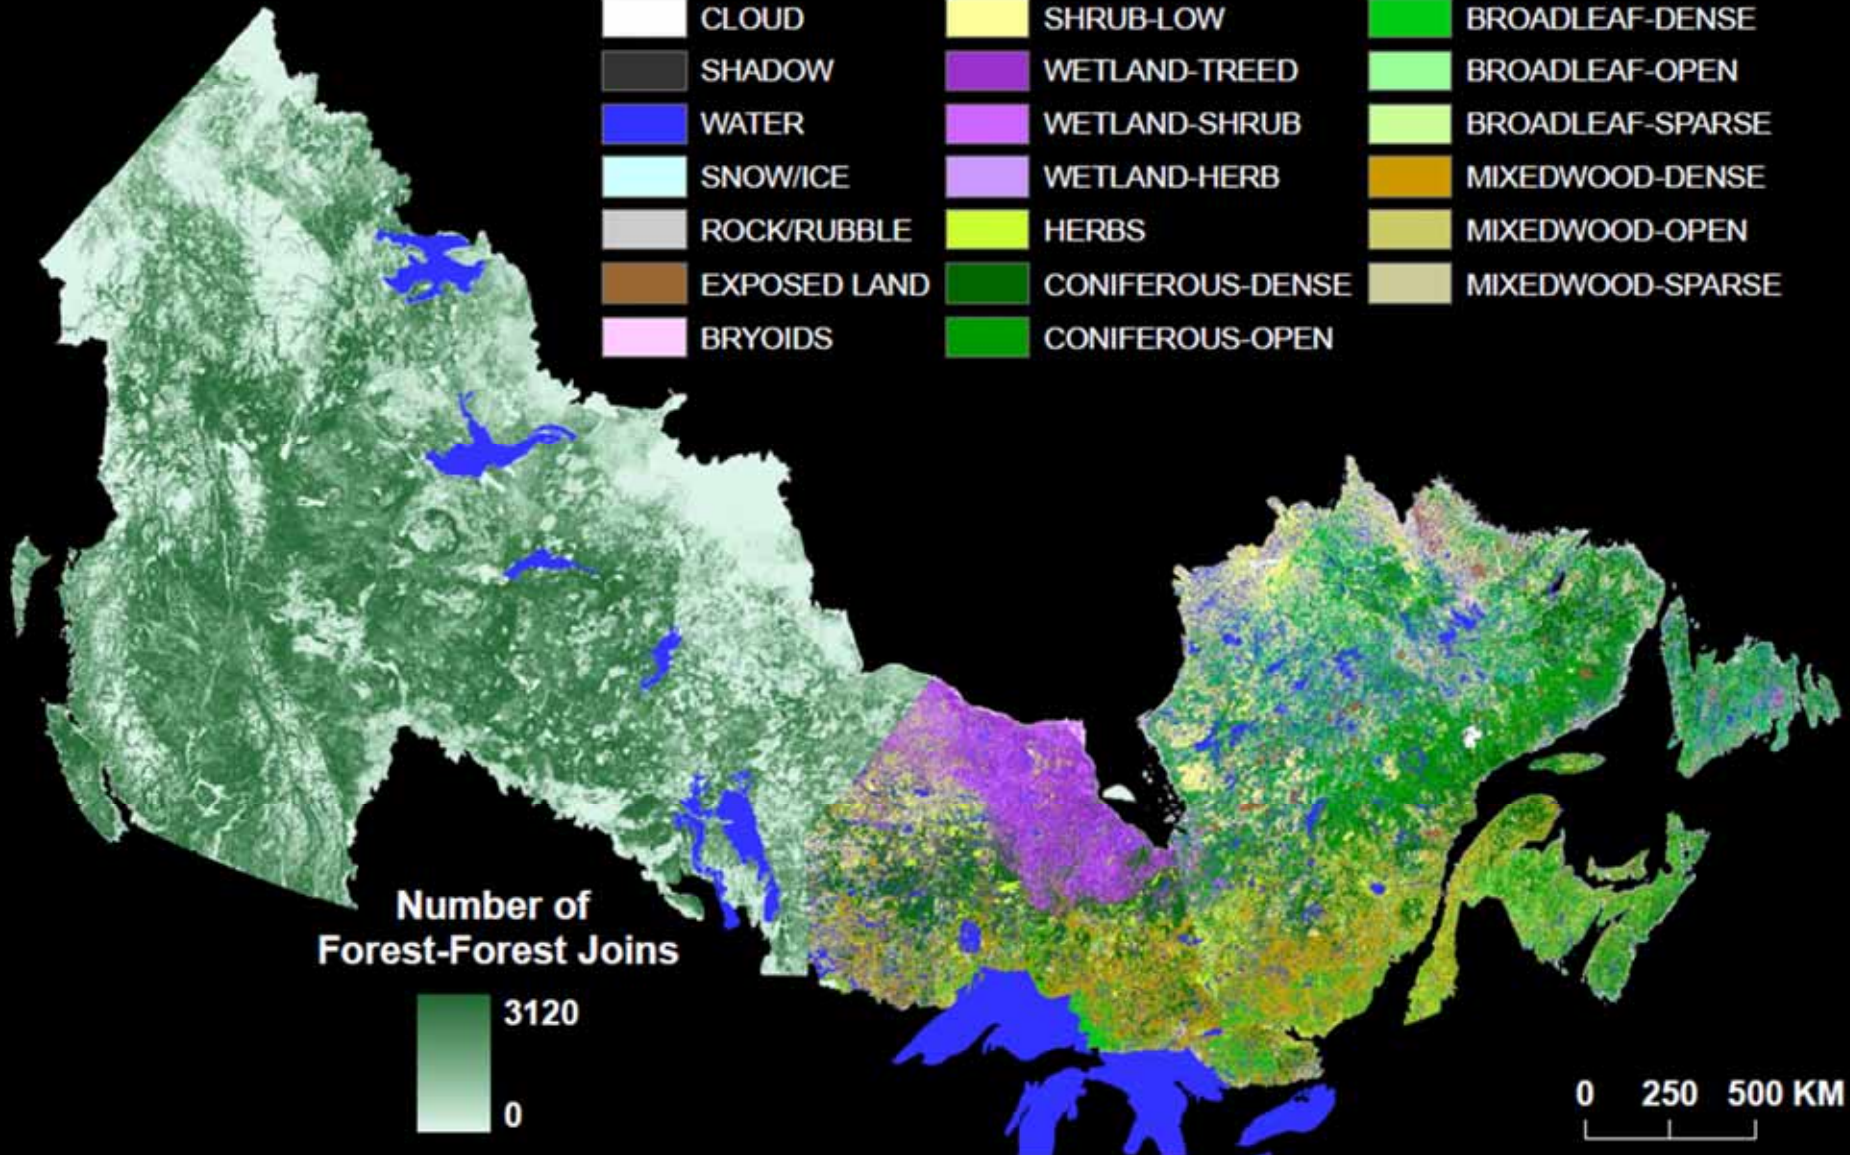 CLOUD
SHADOW
WATER
SNOW/ICE
ROCK/RUBBLE
EXPOSED LAND
BRYOIDS
SHRUB-LOW
WETLAND-TREED
WETLAND-SHRUB
WETLAND-HERB
HERBS
CONIFEROUS-DENSE
CONIFEROUS-OPEN
BROADLEAF-DENSE
BROADLEAF-OPEN
BROADLEAF-SPARSE
MIXEDWOOD-DENSE
MIXEDWOOD-OPEN
MIXEDWOOD-SPARSE
Number of
Forest-Forest Joins
3120
0
0 250 500 KM